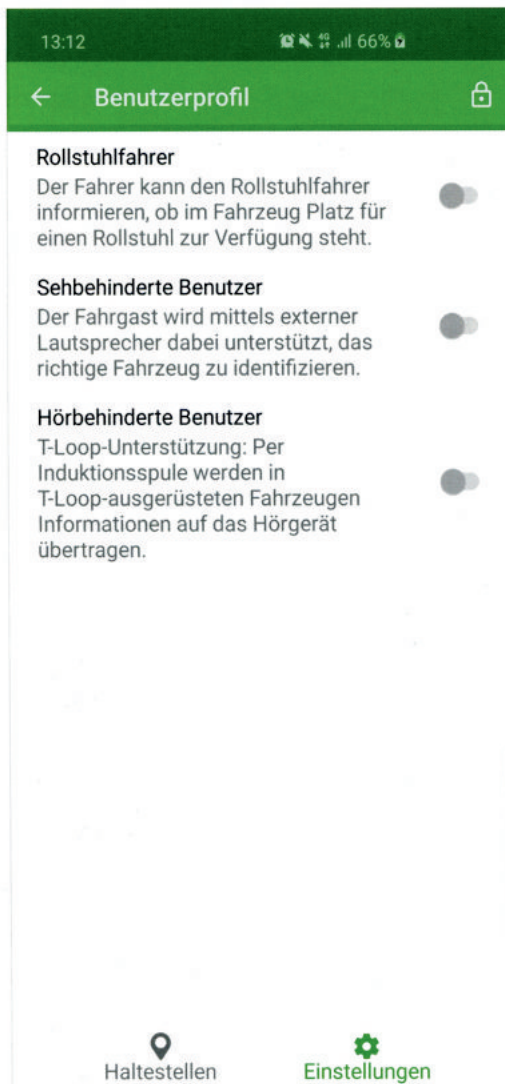 13:12 4G 66%
Benutzerprofil
Rollstuhlfahrer
Der Fahrer kann den Rollstuhlfahrer
informieren, ob im Fahrzeug Platz für
einen Rollstuhl zur Verfügung steht.
Sehbehinderte Benutzer
Der Fahrgast wird mittels externer
Lautsprecher dabei unterstützt, das
richtige Fahrzeug zu identifizieren.
Hörbehinderte Benutzer
T-Loop-Unterstützung: Per
Induktionsspule werden in
T-Loop-ausgerüsteten Fahrzeugen
Informationen auf das Hörgerät
übertragen.
Haltestellen Einstellungen